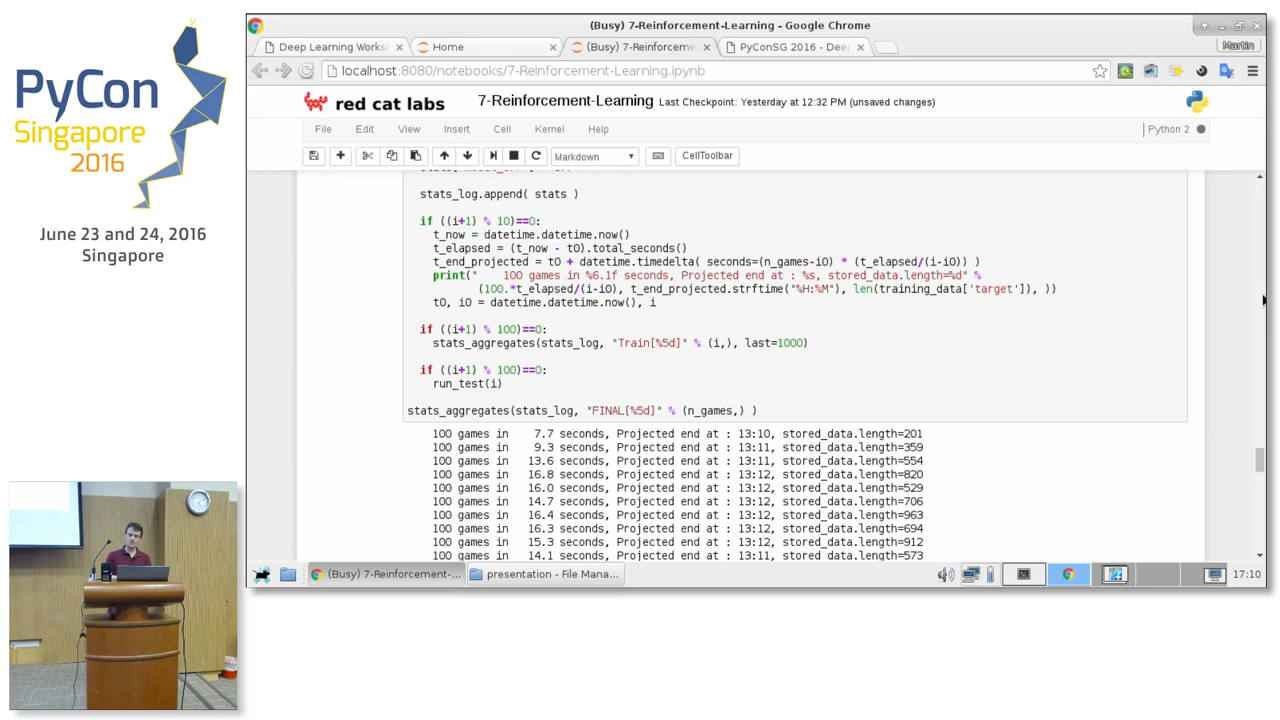 PyCon
Singapore
2016
June 23 and 24, 2016
Singapore
(Busy) 7-Reinforcement-Learning - Google Chrome
Deep Learning Works
Home
(Busy) 7-Reinforceme
PyConSG 2016 - Dee
Martin
localhost:8080/notebooks/7-Reinforcement-Learning.ipynb
red cat labs
7-Reinforcement-Learning Last Checkpoint: Yesterday at 12:32 PM (unsaved changes)
File Edit View Insert Cell Kernel Help
Python 2
Markdown
CellToolbar
stats_log.append( stats )
if ((i+1) % 10)==0:
t_now = datetime.datetime.now()
t_elapsed = (t_now - t0).total_seconds()
t_end_projected = t0 + datetime.timedelta( seconds=(n_games-i0) * (t_elapsed/(i-i0)) )
print("    100 games in %6.1f seconds, Projected end at : %s, stored_data.length=%d" %
(100.*t_elapsed/(i-i0), t_end_projected.strftime("%H:%M"), len(training_data['target']), ))
t0, i0 = datetime.datetime.now(), i
if ((i+1) % 100)==0:
stats_aggregates(stats_log, "Train[%5d]" % (i,), last=1000)
if ((i+1) % 100)==0:
run_test(i)
stats_aggregates(stats_log, "FINAL[%5d]" % (n_games,) )
100 games in    7.7 seconds, Projected end at : 13:10, stored_data.length=201
100 games in    9.3 seconds, Projected end at : 13:11, stored_data.length=359
100 games in   13.6 seconds, Projected end at : 13:11, stored_data.length=554
100 games in   16.8 seconds, Projected end at : 13:12, stored_data.length=820
100 games in   16.0 seconds, Projected end at : 13:12, stored_data.length=529
100 games in   14.7 seconds, Projected end at : 13:12, stored_data.length=706
100 games in   16.4 seconds, Projected end at : 13:12, stored_data.length=963
100 games in   16.3 seconds, Projected end at : 13:12, stored_data.length=694
100 games in   15.3 seconds, Projected end at : 13:12, stored_data.length=912
100 games in   14.1 seconds, Projected end at : 13:11, stored_data.length=573
(Busy) 7-Reinforcement-...
presentation - File Mana...
17:10